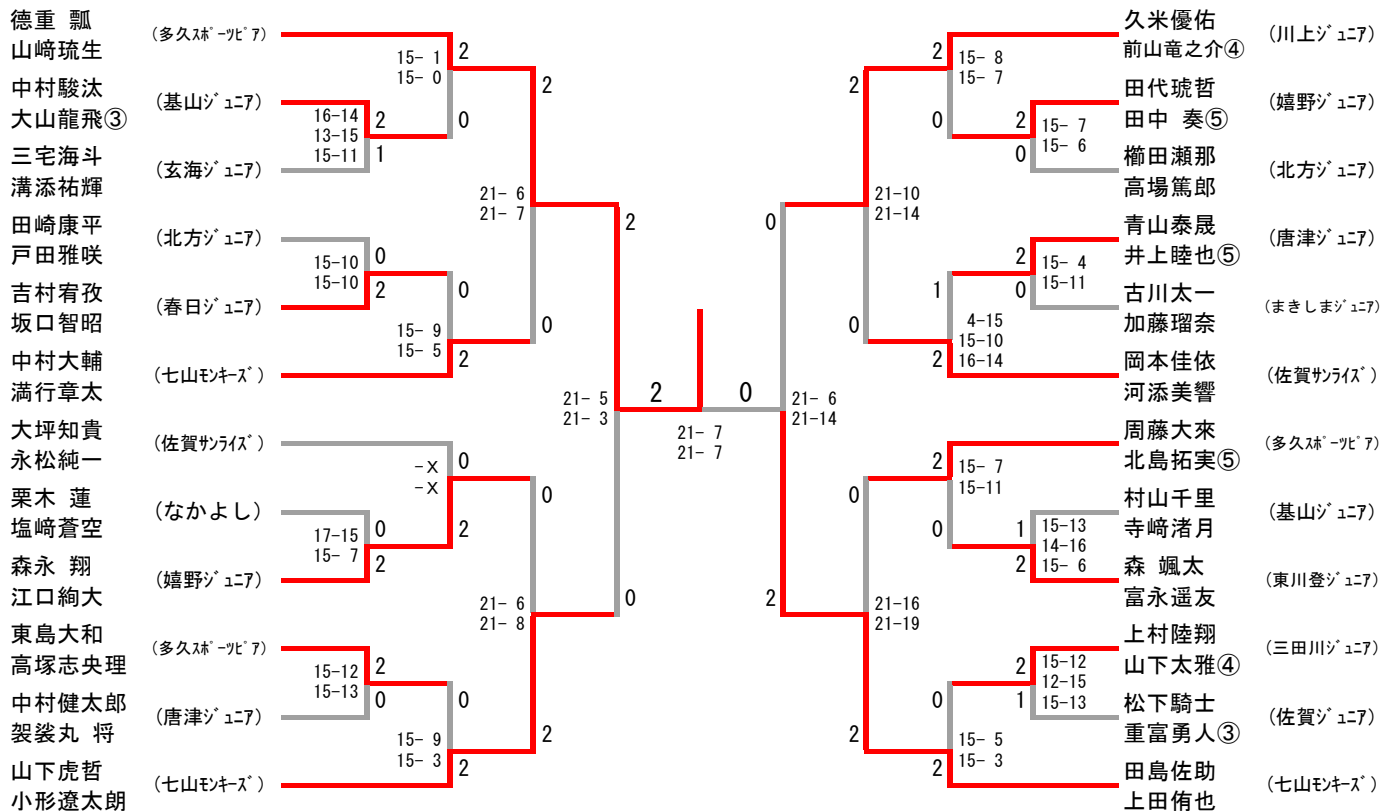 德重 瓢
山﨑琉生
(多久ｽﾎﾟｰﾂﾋﾟｱ)
中村駿汰
大山龍飛③
(基山ｼﾞｭﾆｱ)
三宅海斗
溝添祐輝
(玄海ｼﾞｭﾆｱ)
田崎康平
戸田雅咲
(北方ｼﾞｭﾆｱ)
吉村宥孜
坂口智昭
(春日ｼﾞｭﾆｱ)
中村大輔
満行章太
(七山ﾓﾝｷｰｽﾞ)
大坪知貴
永松純一
(佐賀ｻﾝﾗｲｽﾞ)
栗木 蓮
塩﨑蒼空
(なかよし)
森永 翔
江口絢大
(嬉野ｼﾞｭﾆｱ)
東島大和
高塚志央理
(多久ｽﾎﾟｰﾂﾋﾟｱ)
中村健太郎
袈裟丸 将
(唐津ｼﾞｭﾆｱ)
山下虎哲
小形遼太朗
(七山ﾓﾝｷｰｽﾞ)
16-14
13-15
15-11
2
1
15-10
15-10
0
2
17-15
15- 7
0
2
15-12
15-13
2
0
15- 1
15- 0
2
0
15- 9
15- 5
0
2
-X
-X
0
2
15- 9
15- 3
0
2
21- 6
21- 7
2
0
21- 6
21- 8
0
2
21- 5
21- 3
2
0
2
0
21- 7
21- 7
21- 6
21-14
0
2
21-10
21-14
2
0
21-16
21-19
0
2
15- 8
15- 7
2
0
4-15
15-10
16-14
1
2
15- 7
15-11
2
0
15- 5
15- 3
0
2
15- 7
15- 6
2
0
15- 4
15-11
2
0
15-13
14-16
15- 6
1
2
15-12
12-15
15-13
2
1
久米優佑
前山竜之介④
(川上ｼﾞｭﾆｱ)
田代琥哲
田中 奏⑤
(嬉野ｼﾞｭﾆｱ)
櫛田瀬那
高場篤郎
(北方ｼﾞｭﾆｱ)
青山泰晟
井上睦也⑤
(唐津ｼﾞｭﾆｱ)
古川太一
加藤瑠奈
(まきしまｼﾞｭﾆｱ)
岡本佳依
河添美響
(佐賀ｻﾝﾗｲｽﾞ)
周藤大來
北島拓実⑤
(多久ｽﾎﾟｰﾂﾋﾟｱ)
村山千里
寺﨑渚月
(基山ｼﾞｭﾆｱ)
森 颯太
富永遥友
(東川登ｼﾞｭﾆｱ)
上村陸翔
山下太雅④
(三田川ｼﾞｭﾆｱ)
松下騎士
重富勇人③
(佐賀ｼﾞｭﾆｱ)
田島佐助
上田侑也
(七山ﾓﾝｷｰｽﾞ)